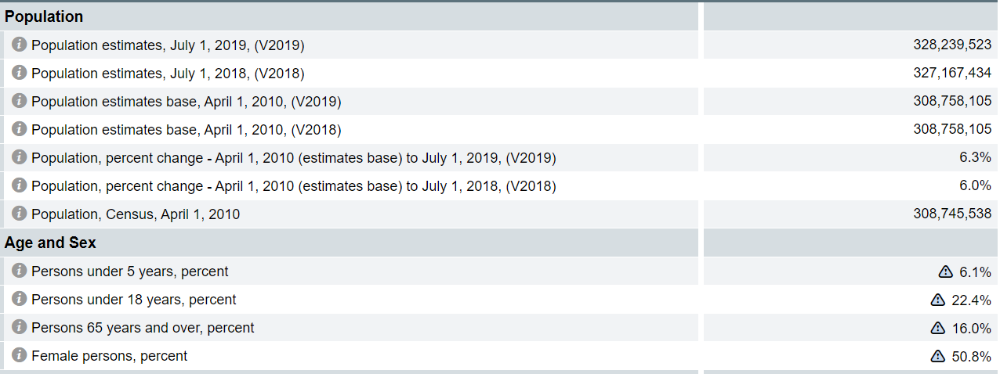 Population
Population estimates, July 1, 2019, (V2019) 328,239,523
Population estimates, July 1, 2018, (V2018) 327,167,434
Population estimates base, April 1, 2010, (V2019) 308,758,105
Population estimates base, April 1, 2010, (V2018) 308,758,105
Population, percent change - April 1, 2010 (estimates base) to July 1, 2019, (V2019) 6.3%
Population, percent change - April 1, 2010 (estimates base) to July 1, 2018, (V2018) 6.0%
Population, Census, April 1, 2010 308,745,538
Age and Sex
Persons under 5 years, percent 6.1%
Persons under 18 years, percent 22.4%
Persons 65 years and over, percent 16.0%
Female persons, percent 50.8%